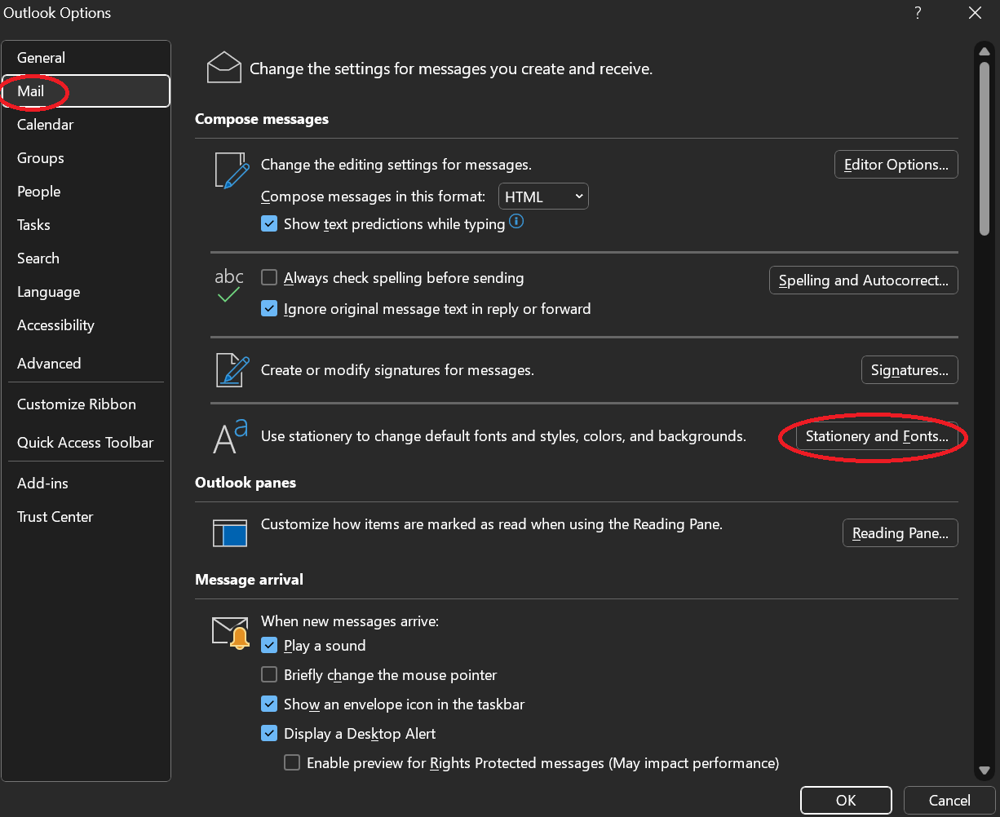 Outlook Options
?
General
Mail
Calendar
Groups
People
Tasks
Search
Language
Accessibility
Advanced
Customize Ribbon
Quick Access Toolbar
Add-ins
Trust Center
Change the settings for messages you create and receive.
Compose messages
Change the editing settings for messages.
Editor Options...
Compose messages in this format: HTML
Show text predictions while typing
abc
Always check spelling before sending
Spelling and Autocorrect...
Ignore original message text in reply or forward
Create or modify signatures for messages.
Signatures...
Aa
Use stationery to change default fonts and styles, colors, and backgrounds.
Stationery and Fonts...
Outlook panes
Customize how items are marked as read when using the Reading Pane.
Reading Pane...
Message arrival
When new messages arrive:
Play a sound
Briefly change the mouse pointer
Show an envelope icon in the taskbar
Display a Desktop Alert
Enable preview for Rights Protected messages (May impact performance)
OK
Cancel